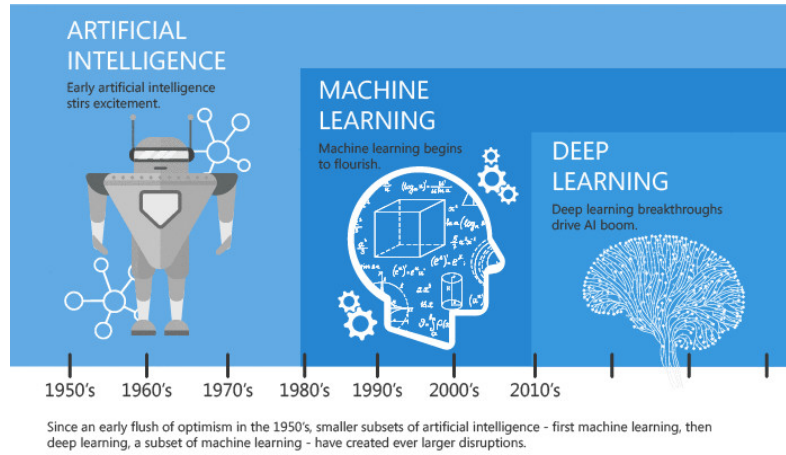 ARTIFICIAL
INTELLIGENCE
Early artificial intelligence
stirs excitement.
MACHINE
LEARNING
Machine learning begins
to flourish.
DEEP
LEARNING
Deep learning breakthroughs
drive AI boom.
1950's 1960's 1970's 1980's 1990's 2000's 2010's
Since an early flush of optimism in the 1950's, smaller subsets of artificial intelligence - first machine learning, then
deep learning, a subset of machine learning - have created ever larger disruptions.